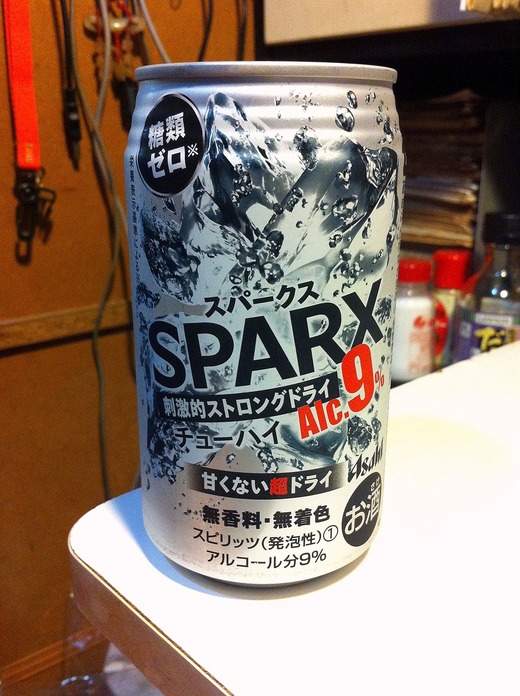 糖類
ゼロ※
スパークス
SPARX
刺激的ストロングドライ
Alc.9%
チューハイ
Asahi
甘くない超ドライ
お酒
無香料・無着色
スピリッツ(発泡性)①
アルコール分9%